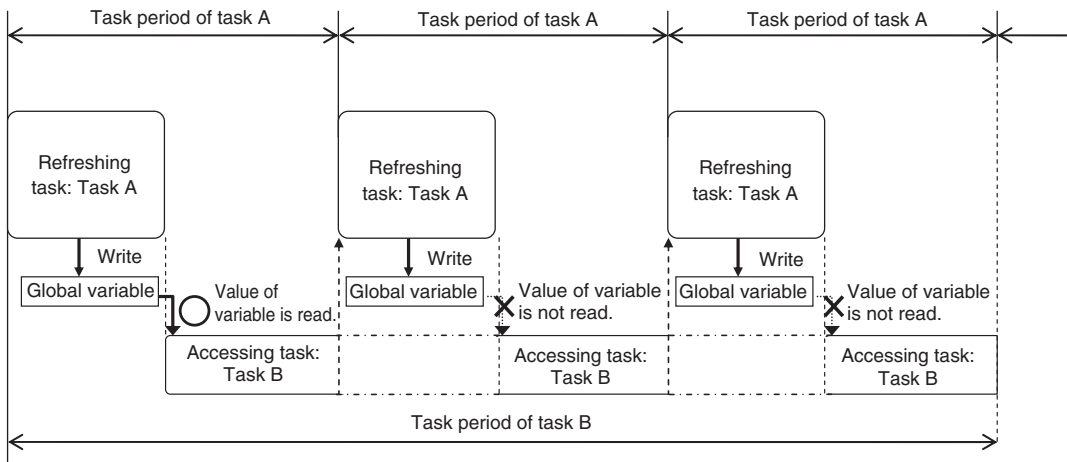 Task period of task A
Task period of task A
Task period of task A
Refreshing
task: Task A
Refreshing
task: Task A
Refreshing
task: Task A
Write
Write
Write
Global variable
Global variable
Global variable
Value of
variable is read.
Value of variable
is not read.
Value of variable
is not read.
Accessing task:
Task B
Accessing task:
Task B
Accessing task:
Task B
Task period of task B